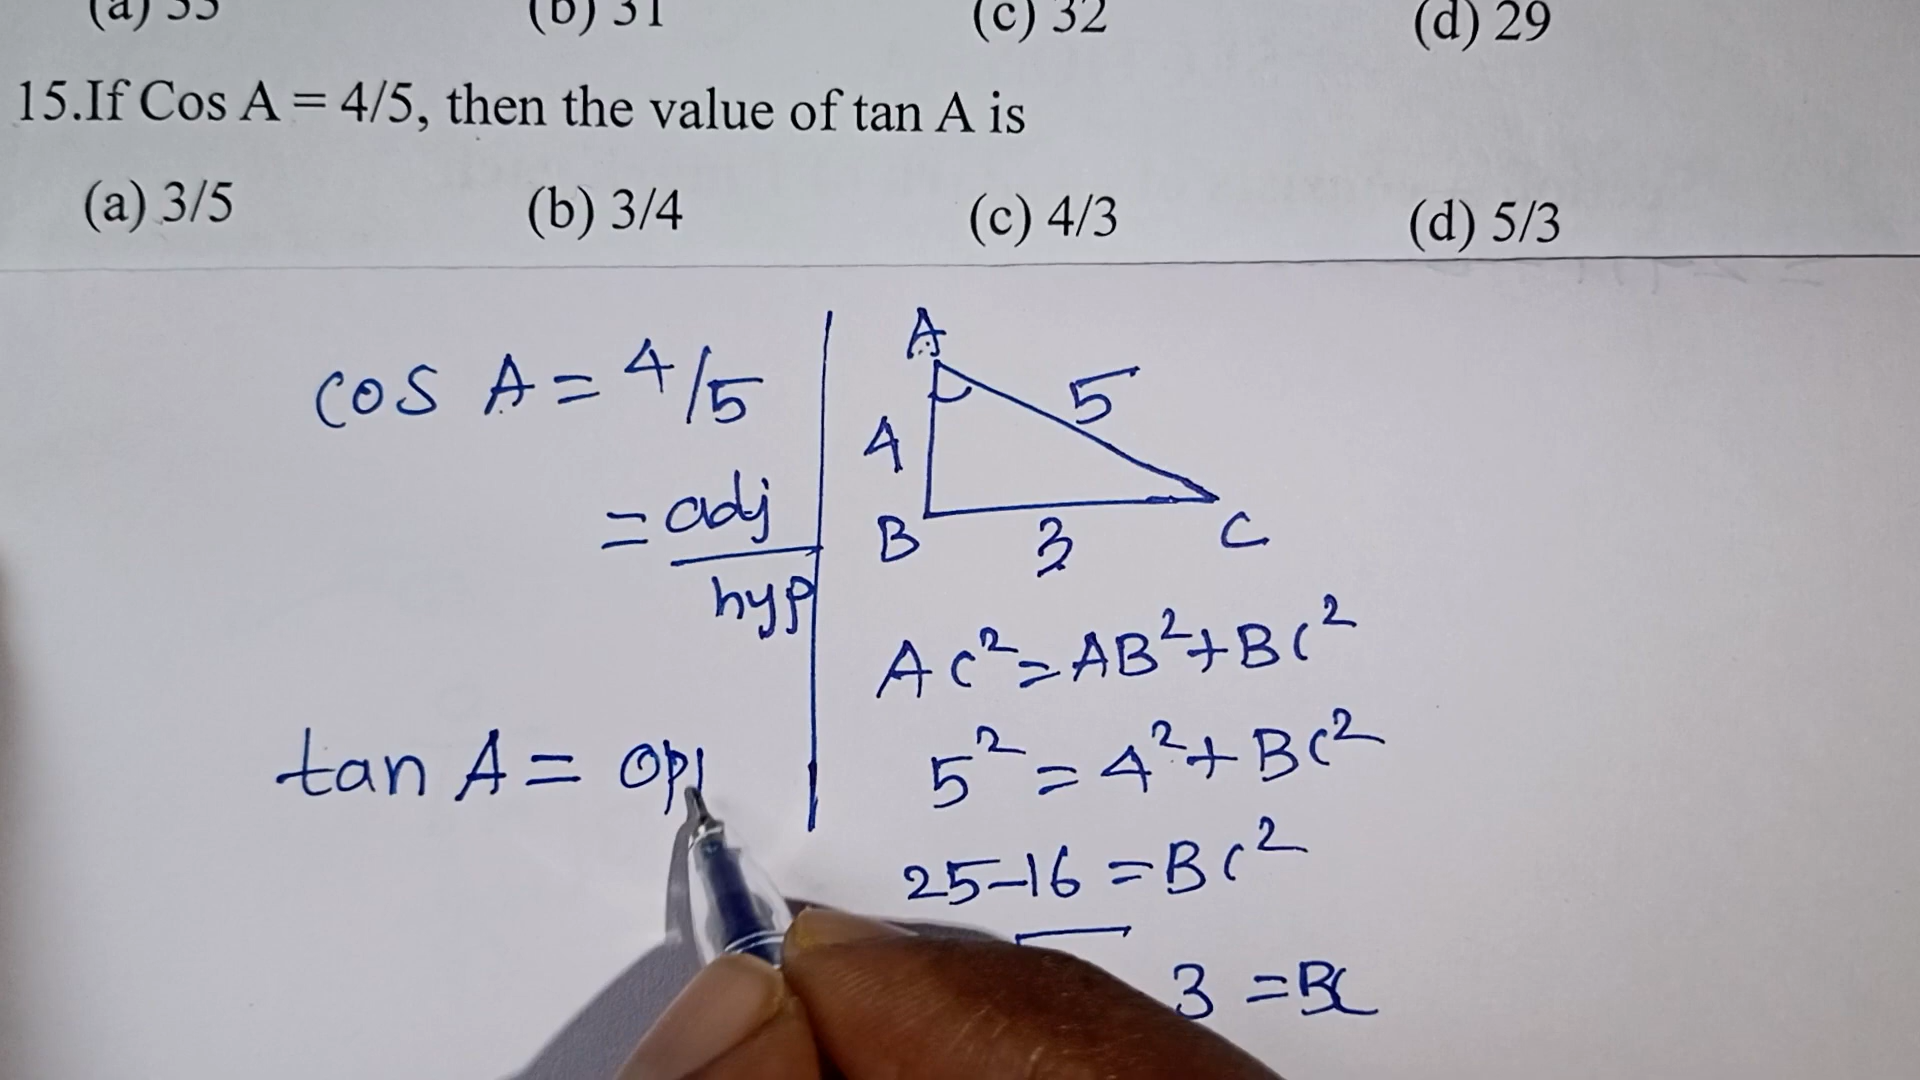 (a) 33 (b) 31 (c) 32 (d) 29
15.If Cos A = 4/5, then the value of tan A is
(a) 3/5 (b) 3/4 (c) 4/3 (d) 5/3
cos A = 4/5
= adj
hyp
tan A = opp
A
5
4
B 3 C
AC²=AB²+BC²
5² = 4²+BC²
25-16 = BC²
3 = BC